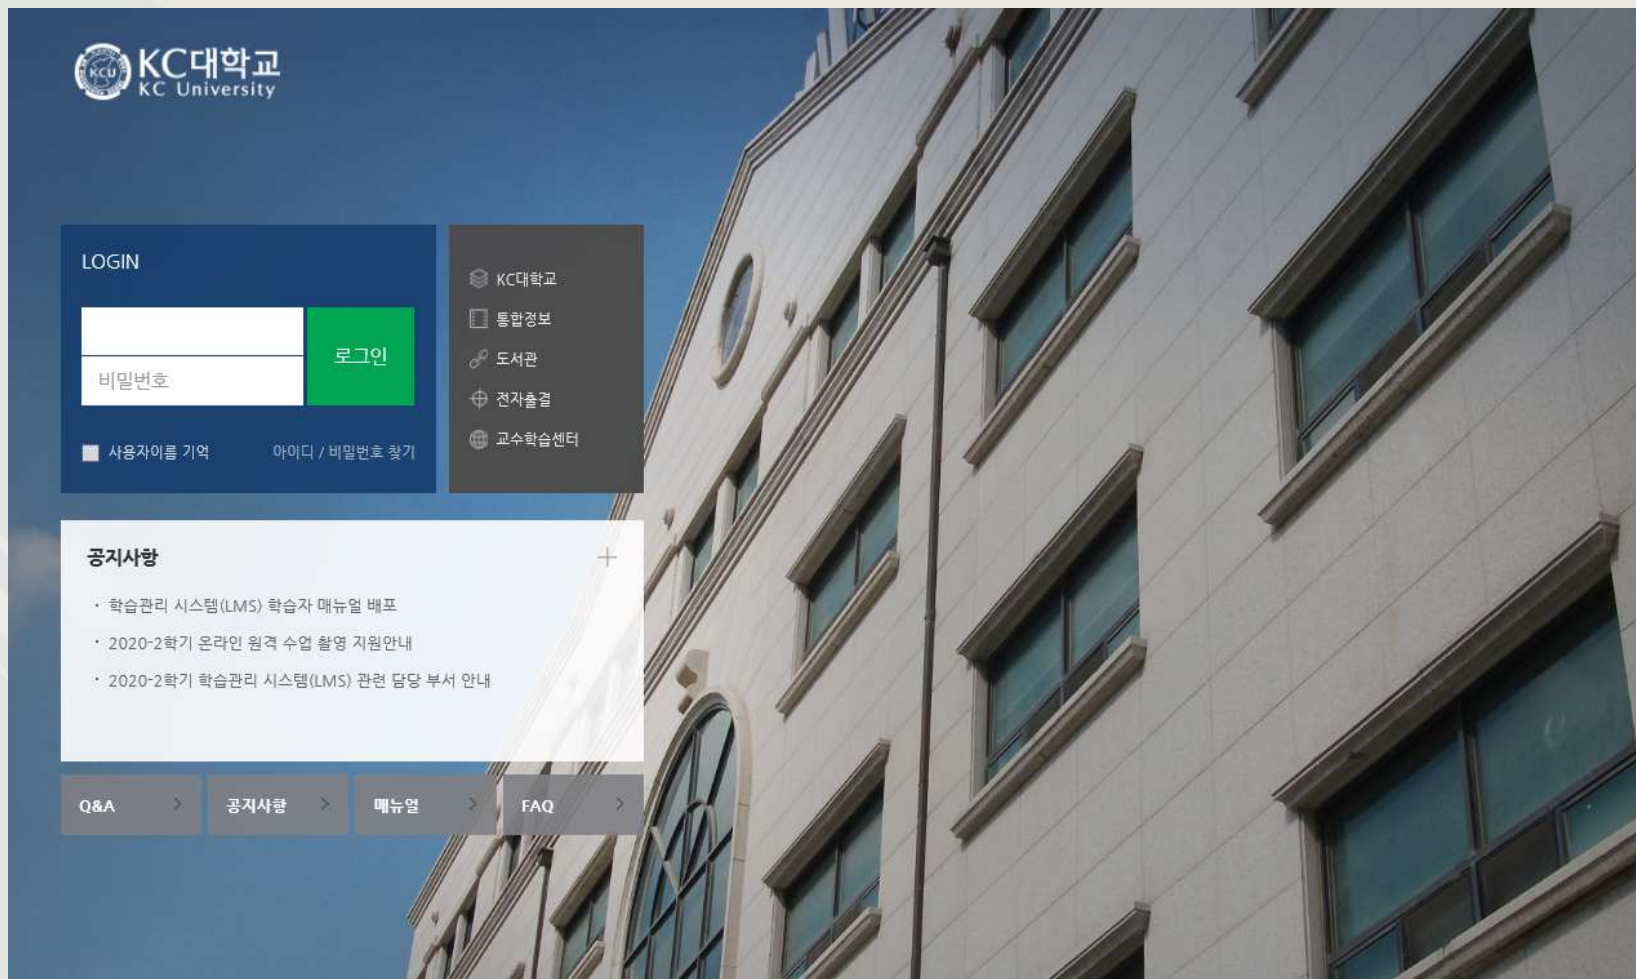 KCU
KC대학교
KC University
LOGIN
비밀번호
로그인
사용자이름 기억
아이디 / 비밀번호 찾기
KC대학교
통합정보
도서관
전자출결
교수학습센터
공지사항
학습관리 시스템(LMS) 학습자 매뉴얼 배포
2020-2학기 온라인 원격 수업 촬영 지원안내
2020-2학기 학습관리 시스템(LMS) 관련 담당 부서 안내
Q&A
공지사항
매뉴얼
FAQ